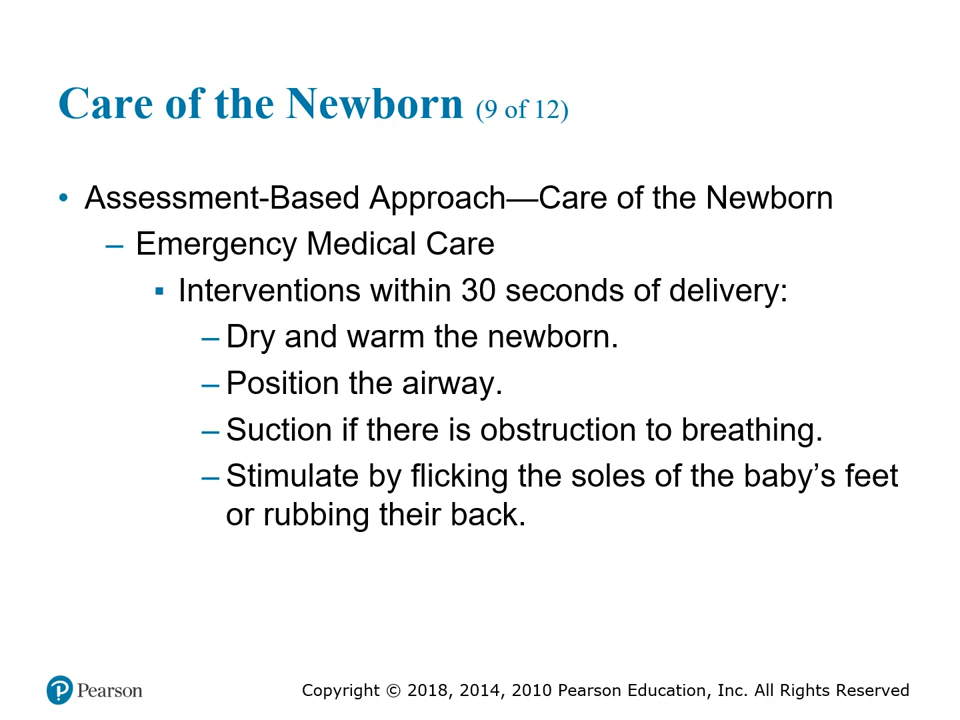 Care of the Newborn (9 of 12)
• Assessment-Based Approach—Care of the Newborn
– Emergency Medical Care
▪ Interventions within 30 seconds of delivery:
– Dry and warm the newborn.
– Position the airway.
– Suction if there is obstruction to breathing.
– Stimulate by flicking the soles of the baby’s feet
or rubbing their back.
Pearson
Copyright © 2018, 2014, 2010 Pearson Education, Inc. All Rights Reserved